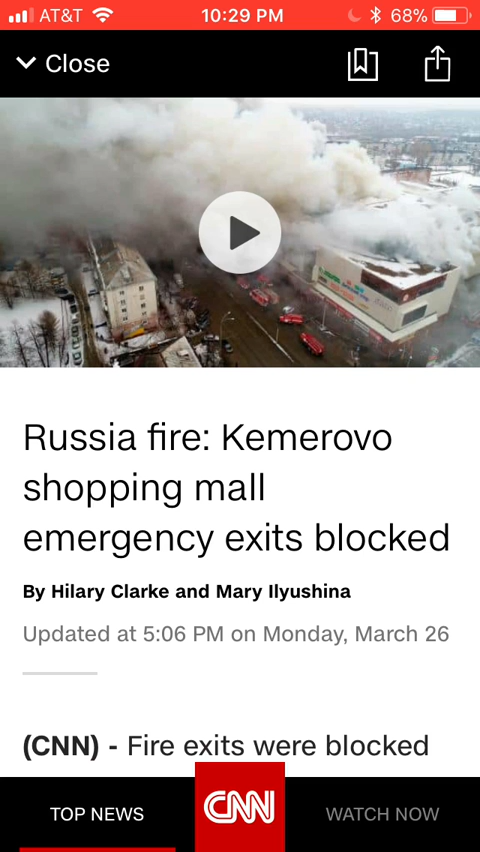 AT&T 10:29 PM 68%
Close
Russia fire: Kemerovo
shopping mall
emergency exits blocked
By Hilary Clarke and Mary Ilyushina
Updated at 5:06 PM on Monday, March 26
(CNN) - Fire exits were blocked
TOP NEWS CNN WATCH NOW